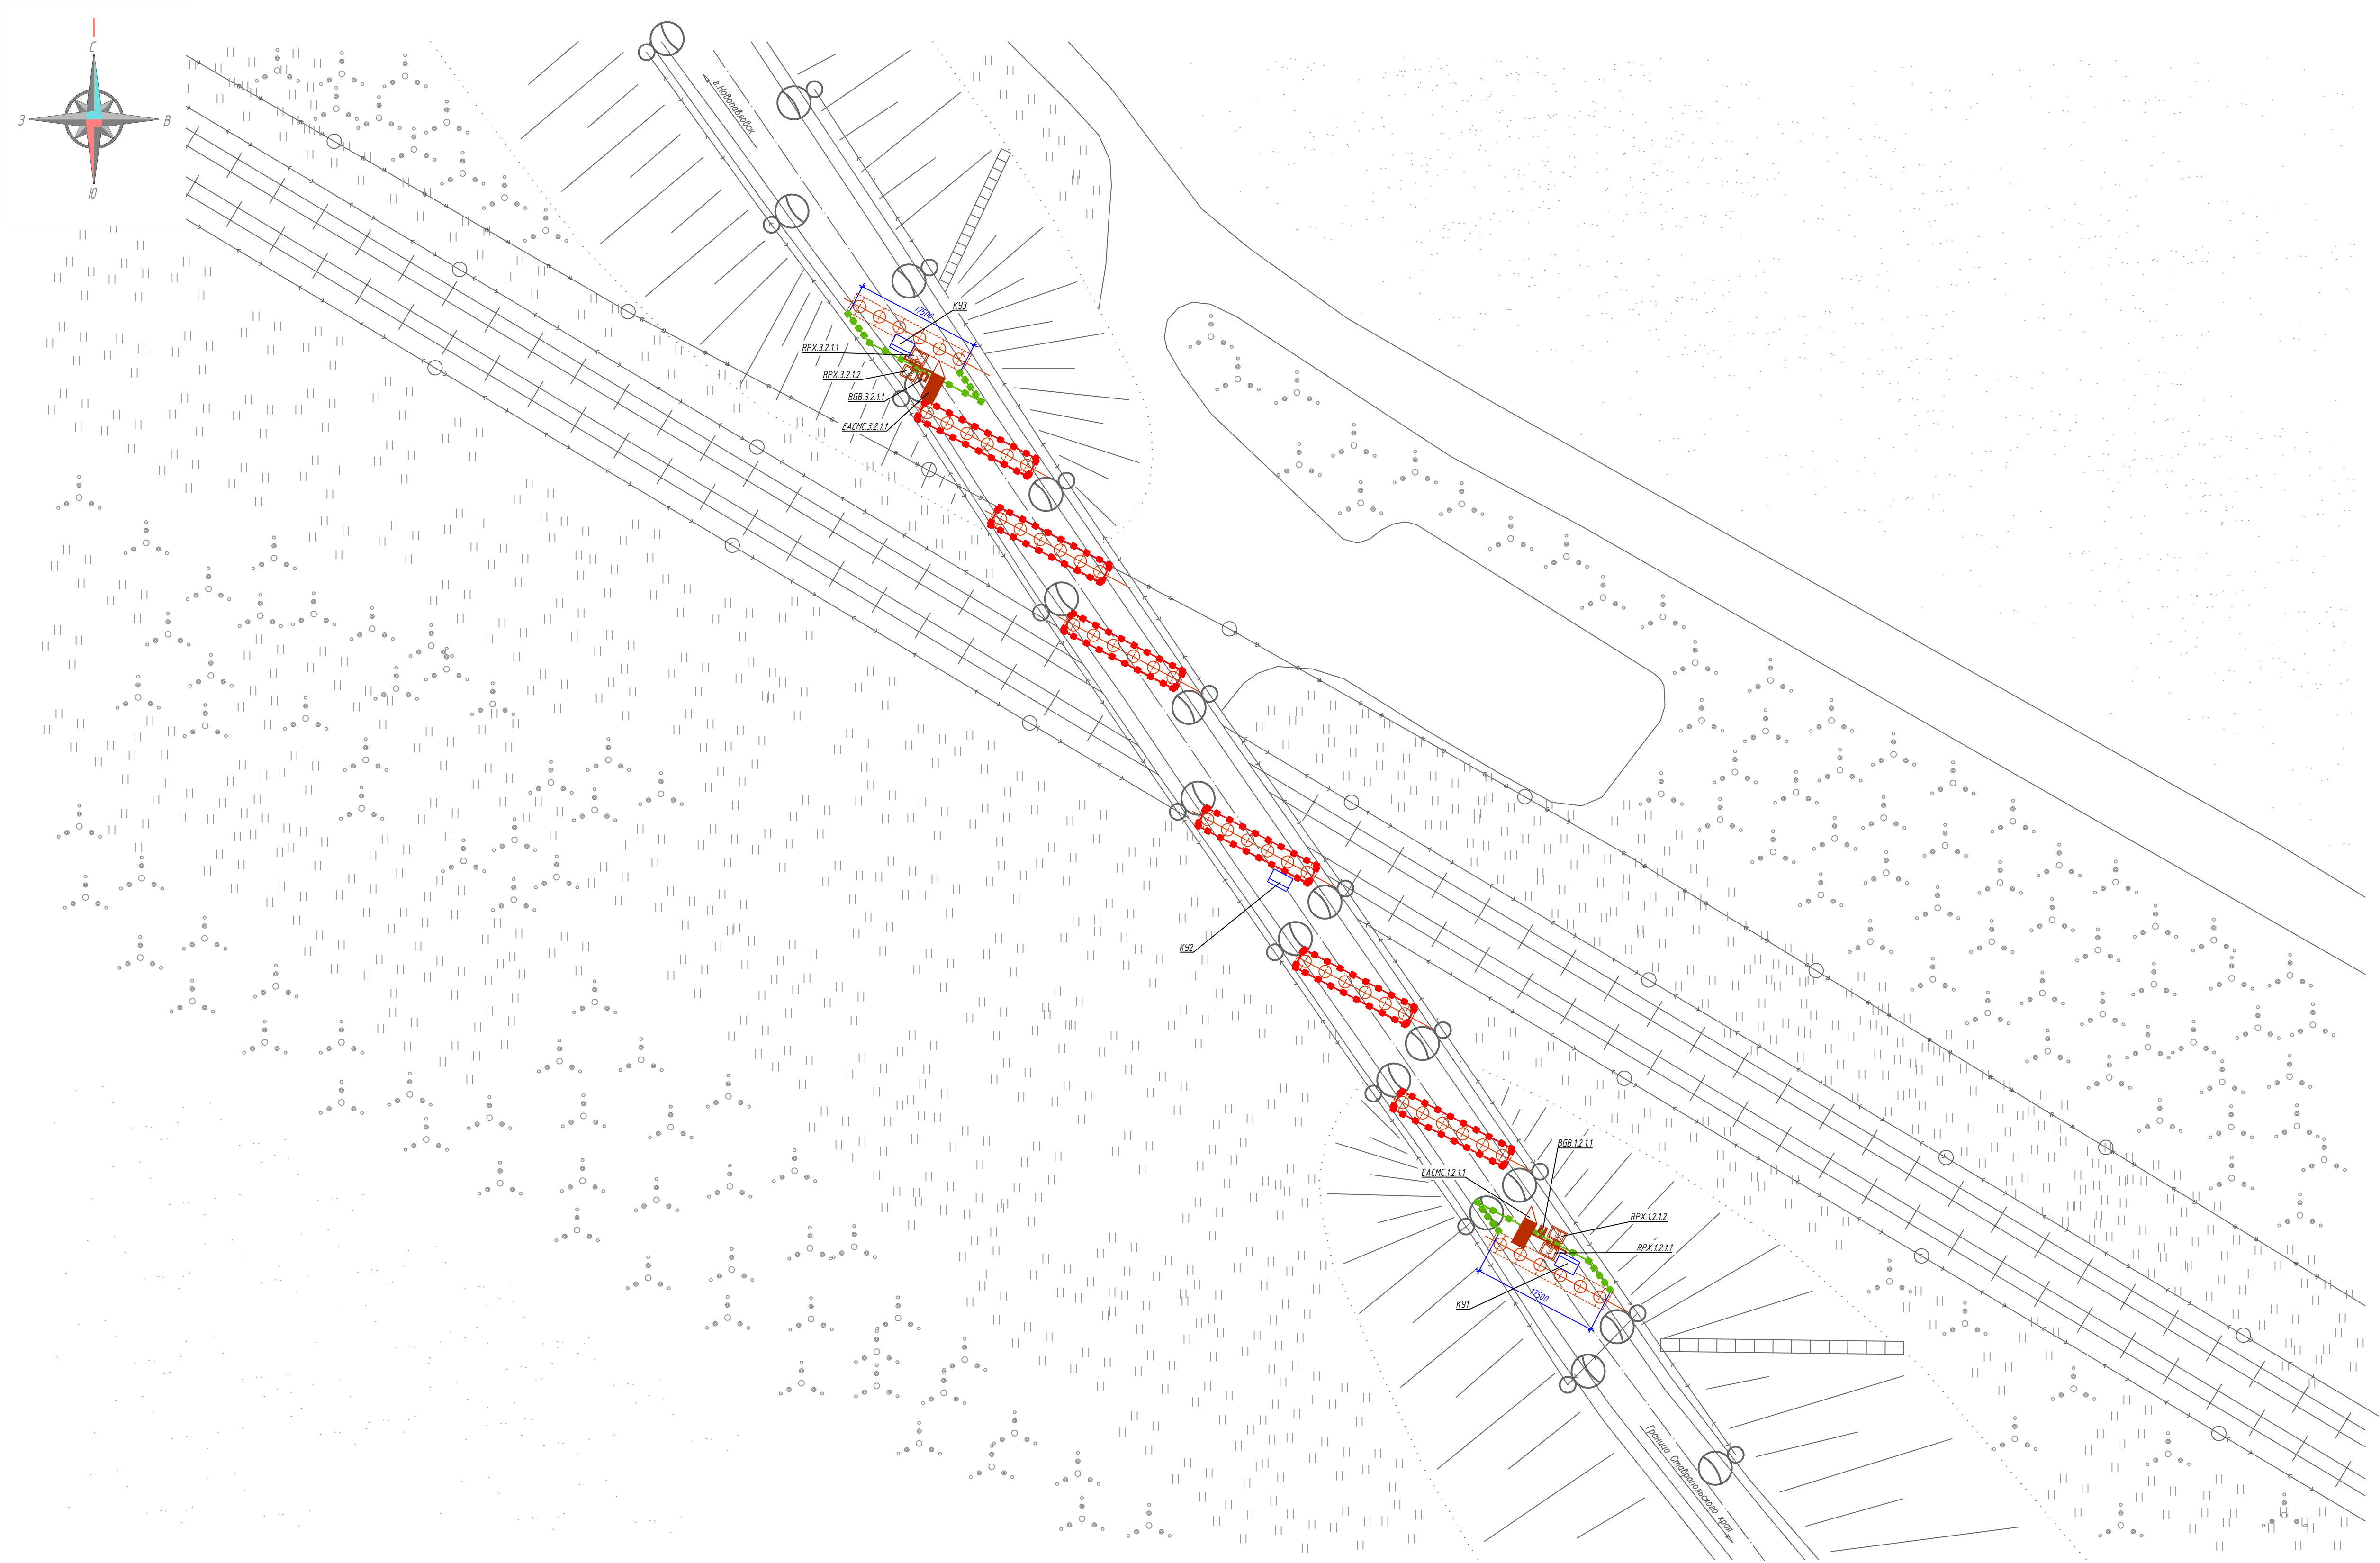 С
З
В
Ю
г.Новопавловск
17500
КУ3
RPX.3.2.1.1
RPX.3.2.1.2
BGB.3.2.1.1
EACMC.3.2.1.1
КУ2
BGB.1.2.1.1
EACMC.1.2.1.1
RPX.1.2.1.2
RPX.1.2.1.1
17500
КУ1
Граница Ставропольского края